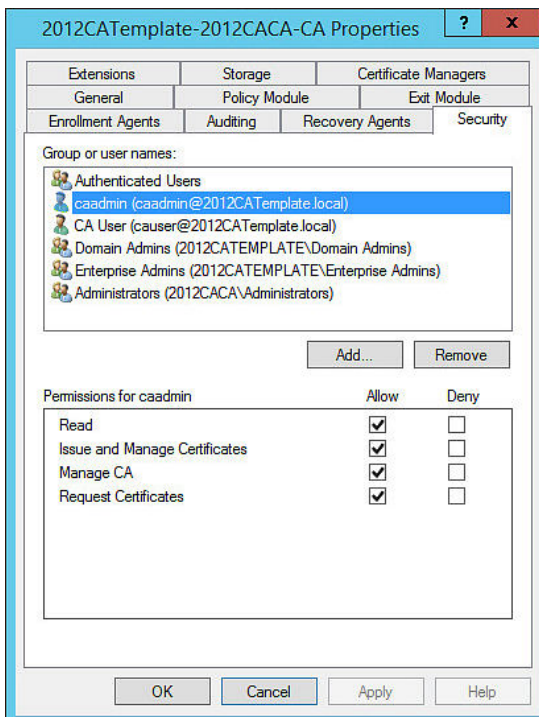 2012CATemplate-2012CACA-CA Properties ? x
Extensions Storage Certificate Managers
General Policy Module Exit Module
Enrollment Agents Auditing Recovery Agents Security
Group or user names:
Authenticated Users
caadmin (caadmin@2012CATemplate.local)
CA User (causer@2012CATemplate.local)
Domain Admins (2012CATEMPLATE\Domain Admins)
Enterprise Admins (2012CATEMPLATE\Enterprise Admins)
Administrators (2012CACA\Administrators)
Add... Remove
Permissions for caadmin Allow Deny
Read
Issue and Manage Certificates
Manage CA
Request Certificates
OK Cancel Apply Help